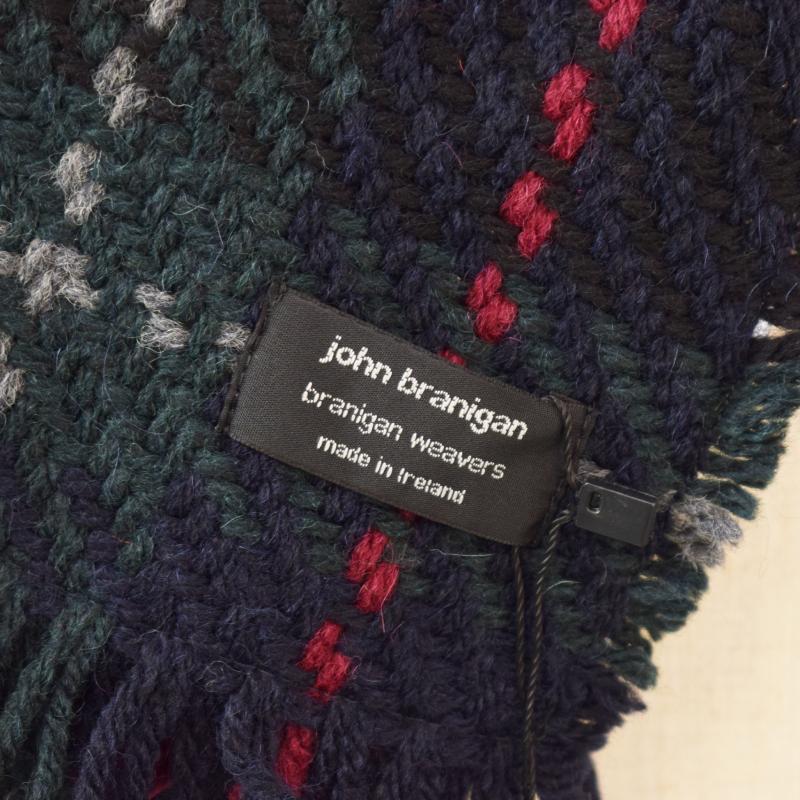 john branigan
branigan weavers
made in Ireland